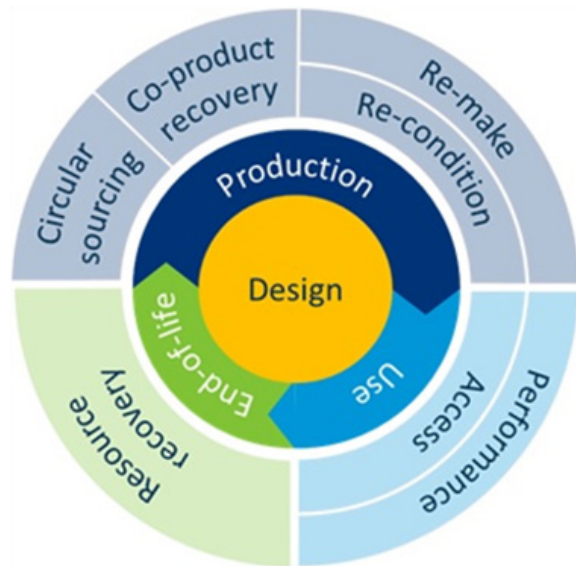 Co-product
recovery
Re-make
Re-condition
Circular
sourcing
Production
Design
End-of-life
Use
Resource
recovery
Access
Performance